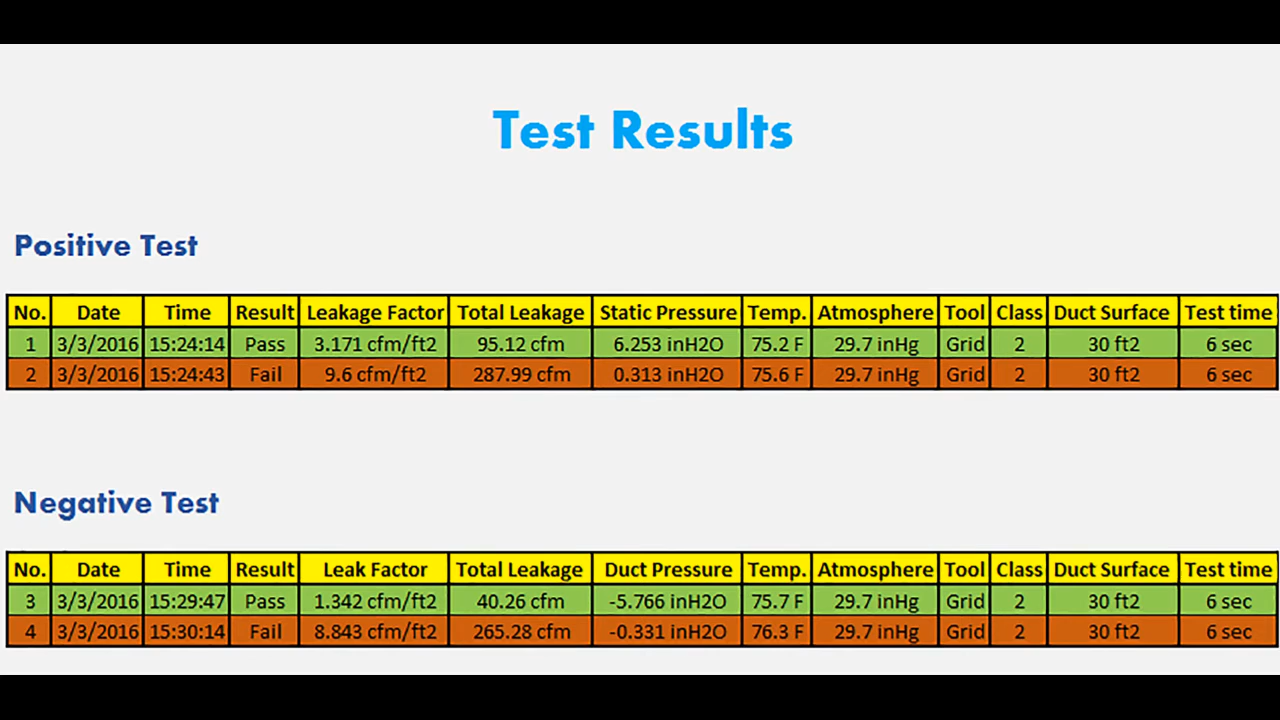 Test Results
Positive Test
No. Date Time Result Leakage Factor Total Leakage Static Pressure Temp. Atmosphere Tool Class Duct Surface Test time
1 3/3/2016 15:24:14 Pass 3.171 cfm/ft2 95.12 cfm 6.253 inH2O 75.2 F 29.7 inHg Grid 2 30 ft2 6 sec
2 3/3/2016 15:24:43 Fail 9.6 cfm/ft2 287.99 cfm 0.313 inH2O 75.6 F 29.7 inHg Grid 2 30 ft2 6 sec
Negative Test
No. Date Time Result Leak Factor Total Leakage Duct Pressure Temp. Atmosphere Tool Class Duct Surface Test time
3 3/3/2016 15:29:47 Pass 1.342 cfm/ft2 40.26 cfm -5.766 inH2O 75.7 F 29.7 inHg Grid 2 30 ft2 6 sec
4 3/3/2016 15:30:14 Fail 8.843 cfm/ft2 265.28 cfm -0.331 inH2O 76.3 F 29.7 inHg Grid 2 30 ft2 6 sec